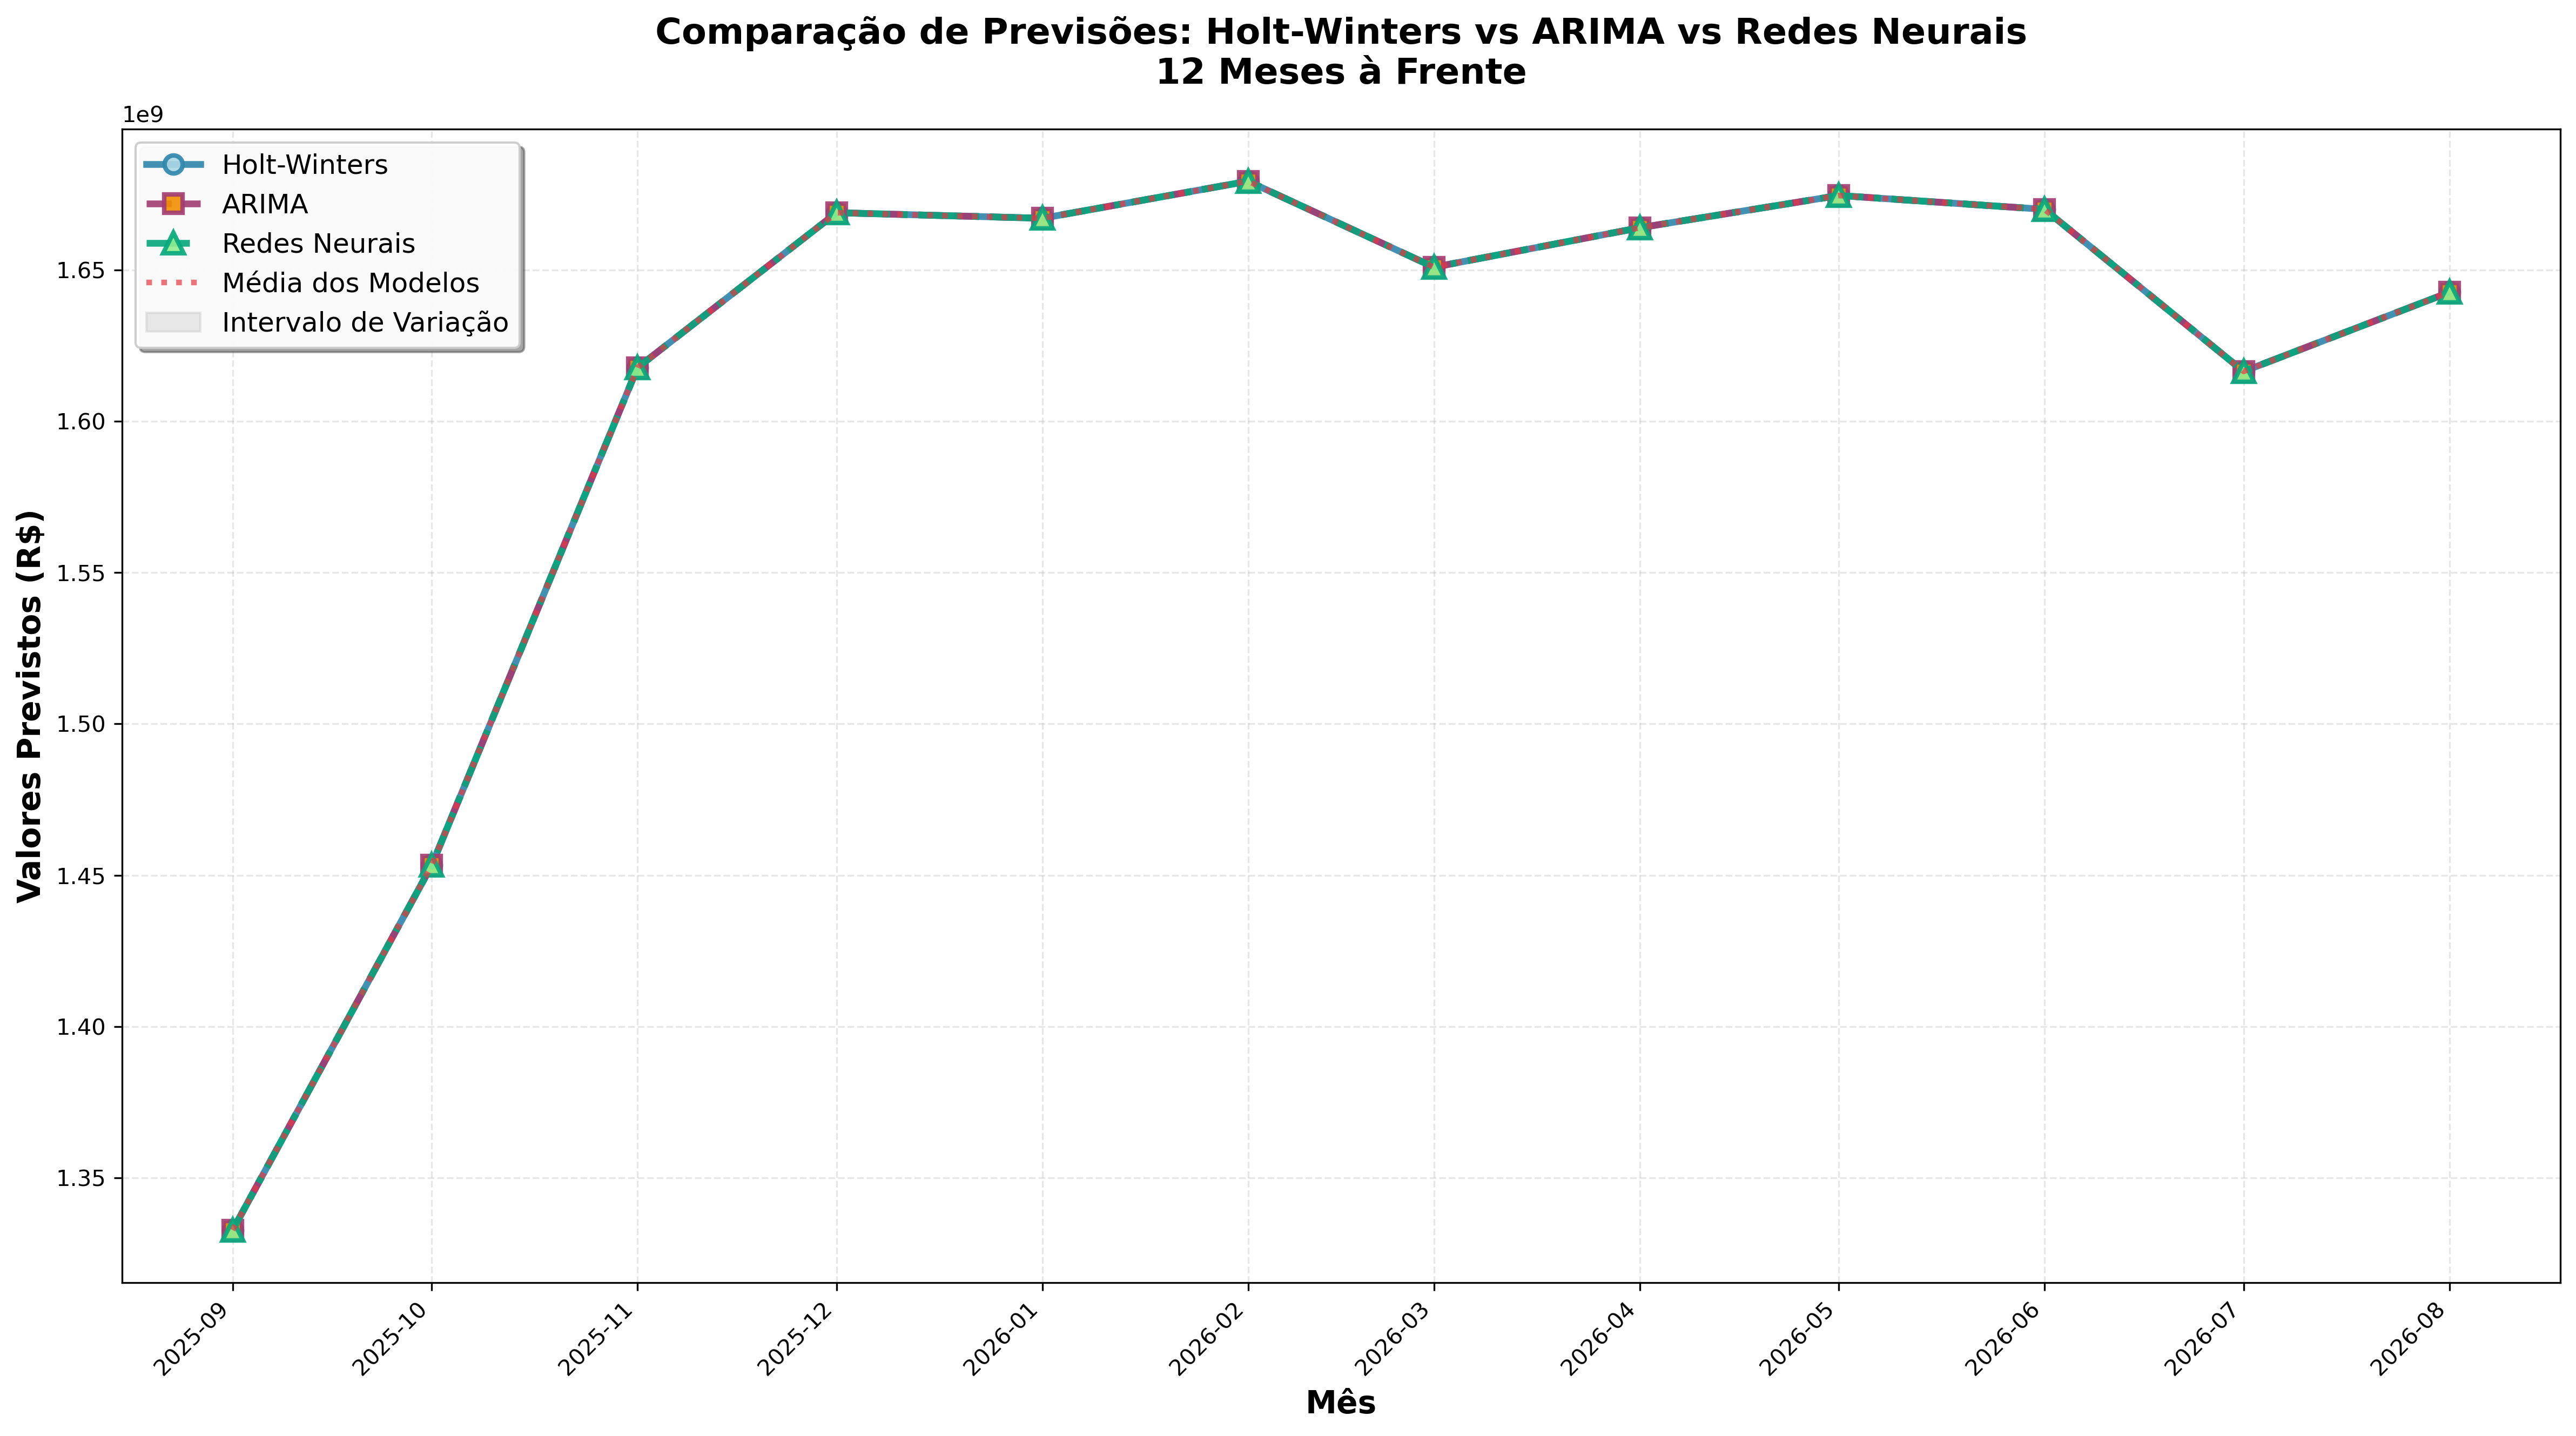 Comparação de Previsões: Holt-Winters vs ARIMA vs Redes Neurais
12 Meses à Frente
1e9
Holt-Winters
ARIMA
Redes Neurais
Média dos Modelos
Intervalo de Variação
Valores Previstos (R$)
1.65
1.60
1.55
1.50
1.45
1.40
1.35
2025-09
2025-10
2025-11
2025-12
2026-01
2026-02
2026-03
2026-04
2026-05
2026-06
2026-07
2026-08
Mês